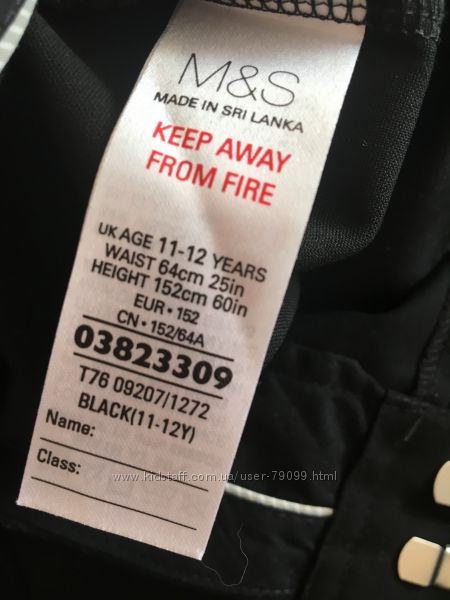 M&S
MADE IN SRI LANKA
KEEP AWAY
FROM FIRE
UK AGE 11-12 YEARS
WAIST 64cm 25in
HEIGHT 152cm 60in
EUR • 152
CN • 152/64A
03823309
T76 09207/1272
BLACK(11-12Y)
Name:
Class:
www.kidstaff.com.ua/user-79099.html